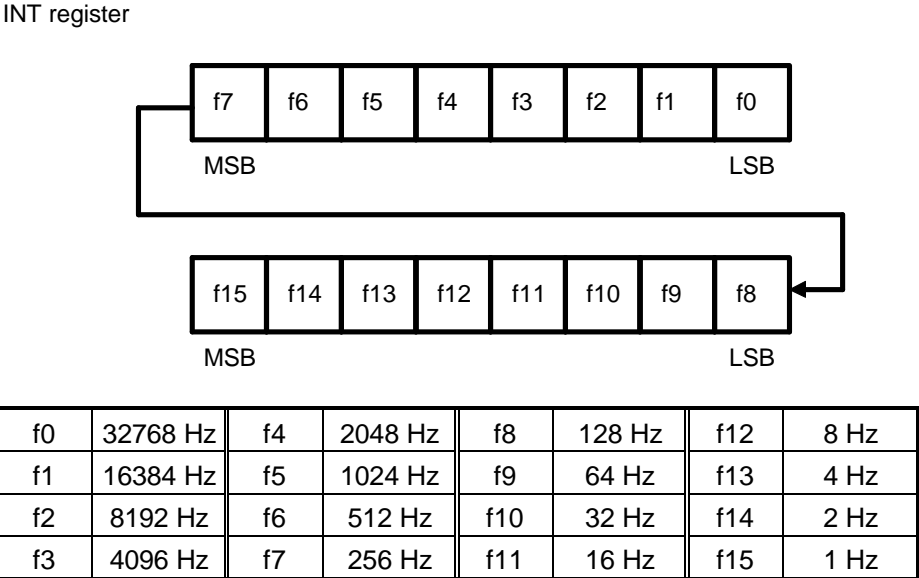 INT register
f7 f6 f5 f4 f3 f2 f1 f0
MSB LSB
f15 f14 f13 f12 f11 f10 f9 f8
MSB LSB
f0 32768 Hz f4 2048 Hz f8 128 Hz f12 8 Hz
f1 16384 Hz f5 1024 Hz f9 64 Hz f13 4 Hz
f2 8192 Hz f6 512 Hz f10 32 Hz f14 2 Hz
f3 4096 Hz f7 256 Hz f11 16 Hz f15 1 Hz